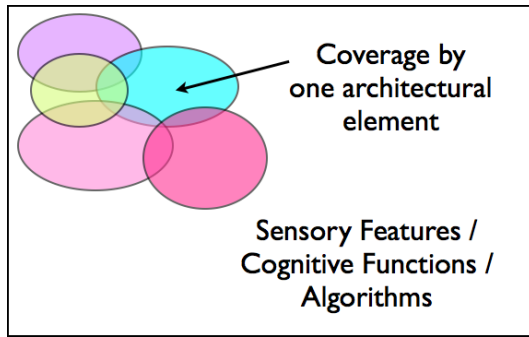 Coverage by
one architectural
element
Sensory Features /
Cognitive Functions /
Algorithms